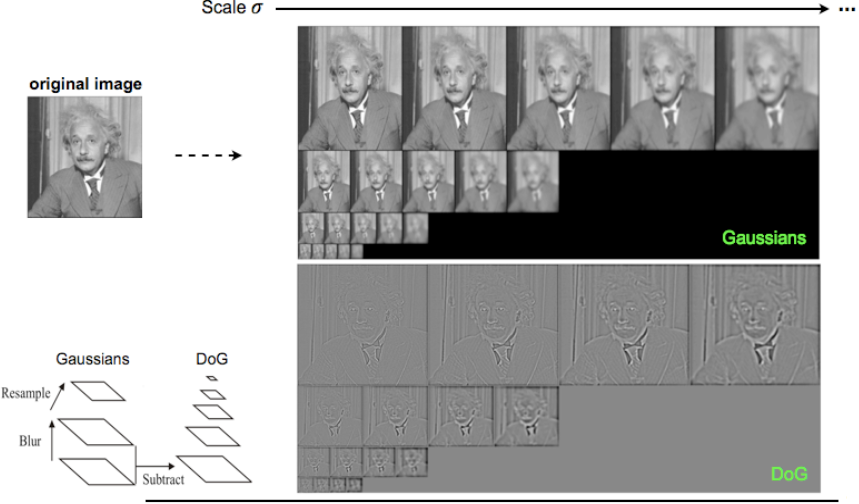 Scale σ
...
original image
Gaussians
Gaussians
DoG
Resample
Blur
Subtract
DoG